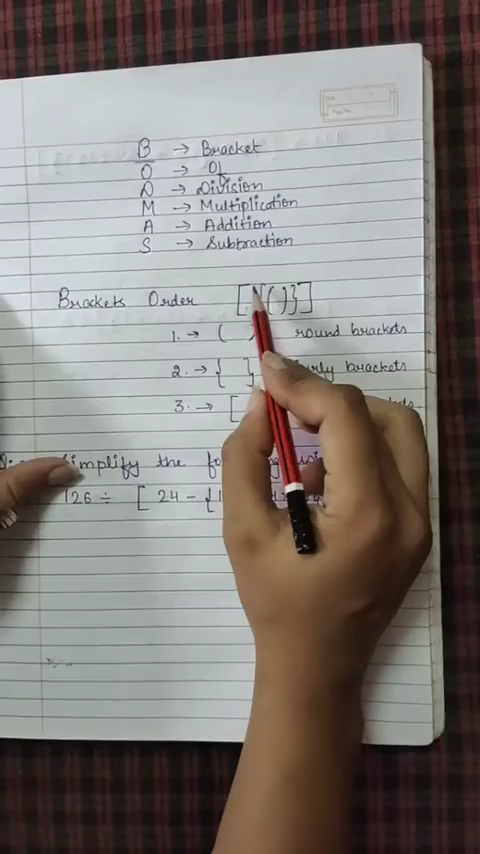 B → Bracket
O → Of
D → Division
M → Multiplication
A → Addition
S → Subtraction
Brackets Order [{()}]
1. → ( ) round brackets
2. → { } brackets
3. → [
Simplify the
126 ÷ [ 24 - {